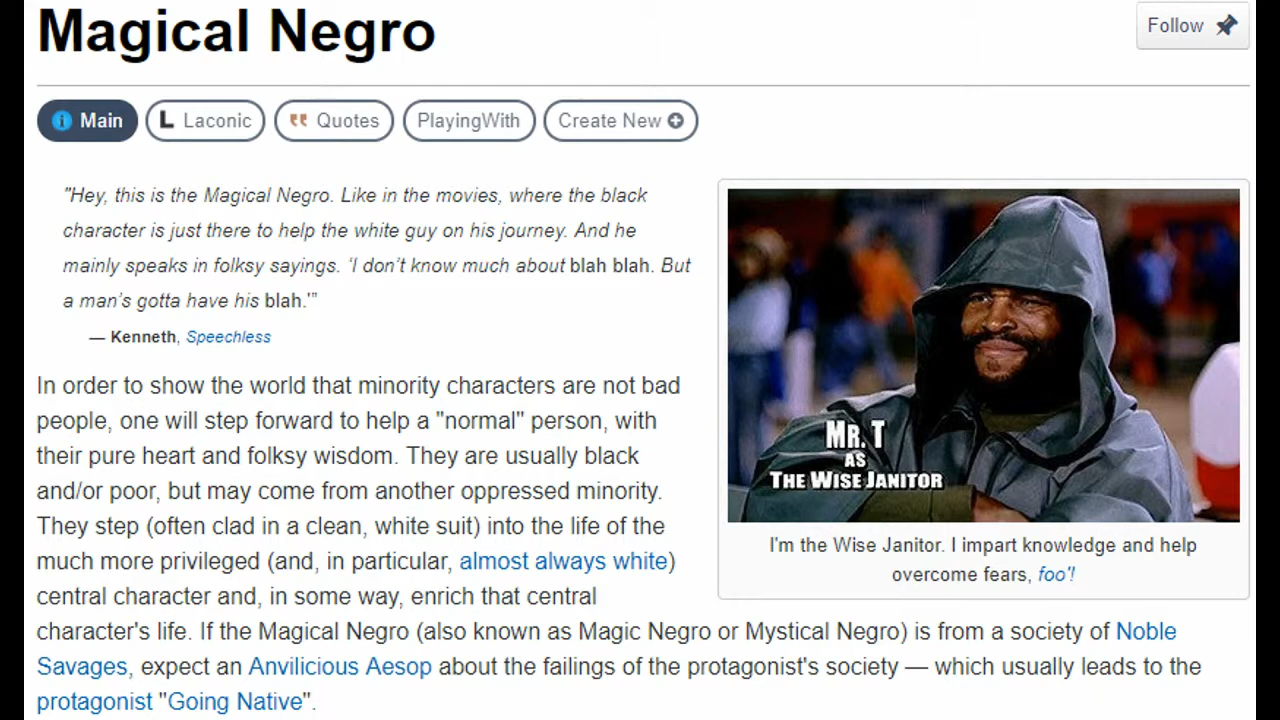 Magical Negro
Follow
Main
Laconic
Quotes
PlayingWith
Create New
"Hey, this is the Magical Negro. Like in the movies, where the black
character is just there to help the white guy on his journey. And he
mainly speaks in folksy sayings. 'I don't know much about blah blah. But
a man's gotta have his blah.'"
— Kenneth, Speechless
MR. T
AS
THE WISE JANITOR
I'm the Wise Janitor. I impart knowledge and help
overcome fears, foo'!
In order to show the world that minority characters are not bad
people, one will step forward to help a "normal" person, with
their pure heart and folksy wisdom. They are usually black
and/or poor, but may come from another oppressed minority.
They step (often clad in a clean, white suit) into the life of the
much more privileged (and, in particular, almost always white)
central character and, in some way, enrich that central
character's life. If the Magical Negro (also known as Magic Negro or Mystical Negro) is from a society of Noble
Savages, expect an Anvilicious Aesop about the failings of the protagonist's society — which usually leads to the
protagonist "Going Native".